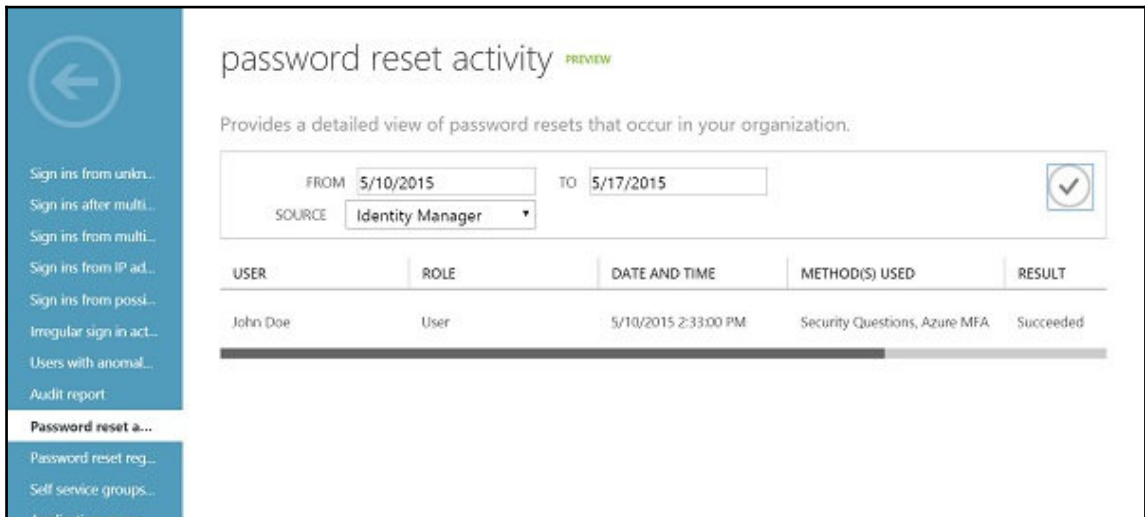 password reset activity PREVIEW
Provides a detailed view of password resets that occur in your organization.
FROM 5/10/2015 TO 5/17/2015
SOURCE Identity Manager
USER ROLE DATE AND TIME METHOD(S) USED RESULT
John Doe User 5/10/2015 2:33:00 PM Security Questions, Azure MFA Succeeded
Sign ins from unkn...
Sign ins after multi...
Sign ins from multi...
Sign ins from IP ad...
Sign ins from possi...
Irregular sign in act...
Users with anomal...
Audit report
Password reset a...
Password reset reg...
Self service groups...